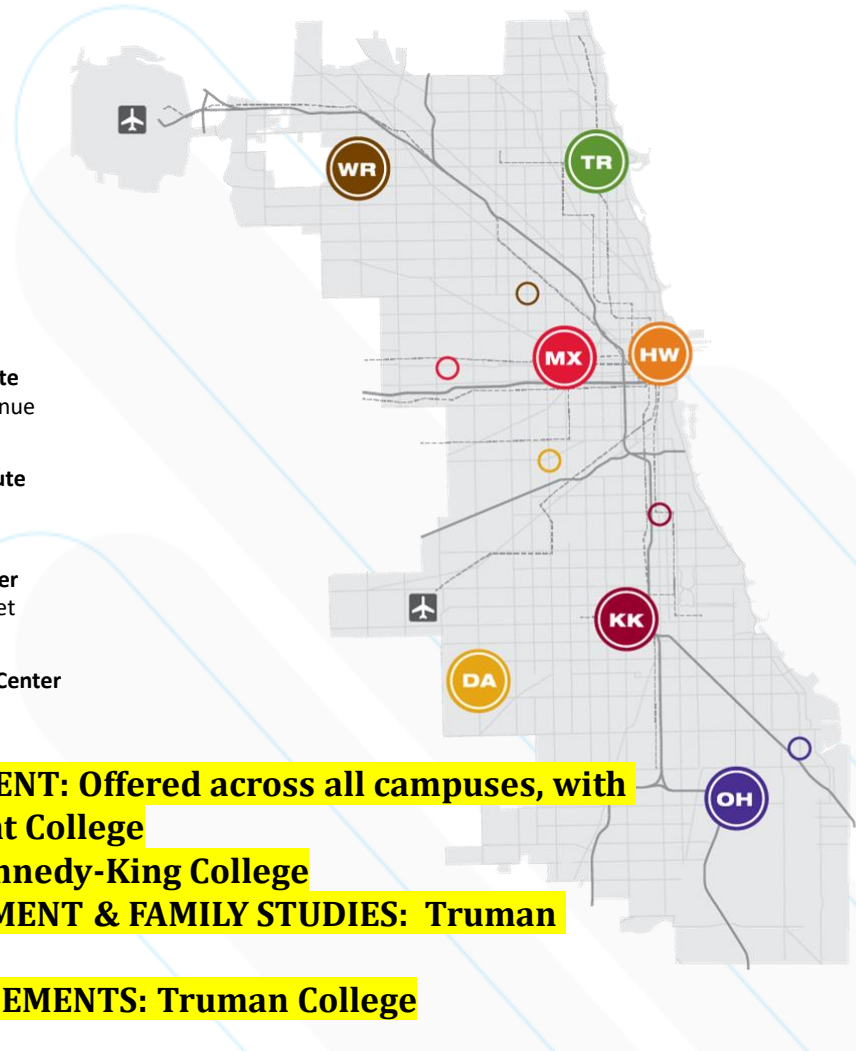 WR
TR
MX
HW
te
nue
ute
er
et
KK
Center
DA
ENT: Offered across all campuses, with
OH
nt College
nnedy-King College
MENT & FAMILY STUDIES: Truman
EMENTS: Truman College